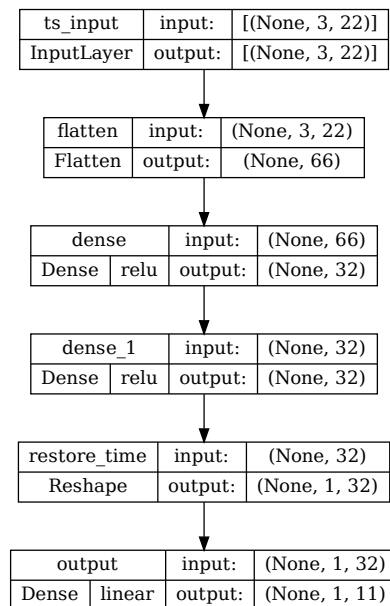 ts_input input: [(None, 3, 22)]
InputLayer output: [(None, 3, 22)]
flatten input: (None, 3, 22)
Flatten output: (None, 66)
dense input: (None, 66)
Dense relu output: (None, 32)
dense_1 input: (None, 32)
Dense relu output: (None, 32)
restore_time input: (None, 32)
Reshape output: (None, 1, 32)
output input: (None, 1, 32)
Dense linear output: (None, 1, 11)